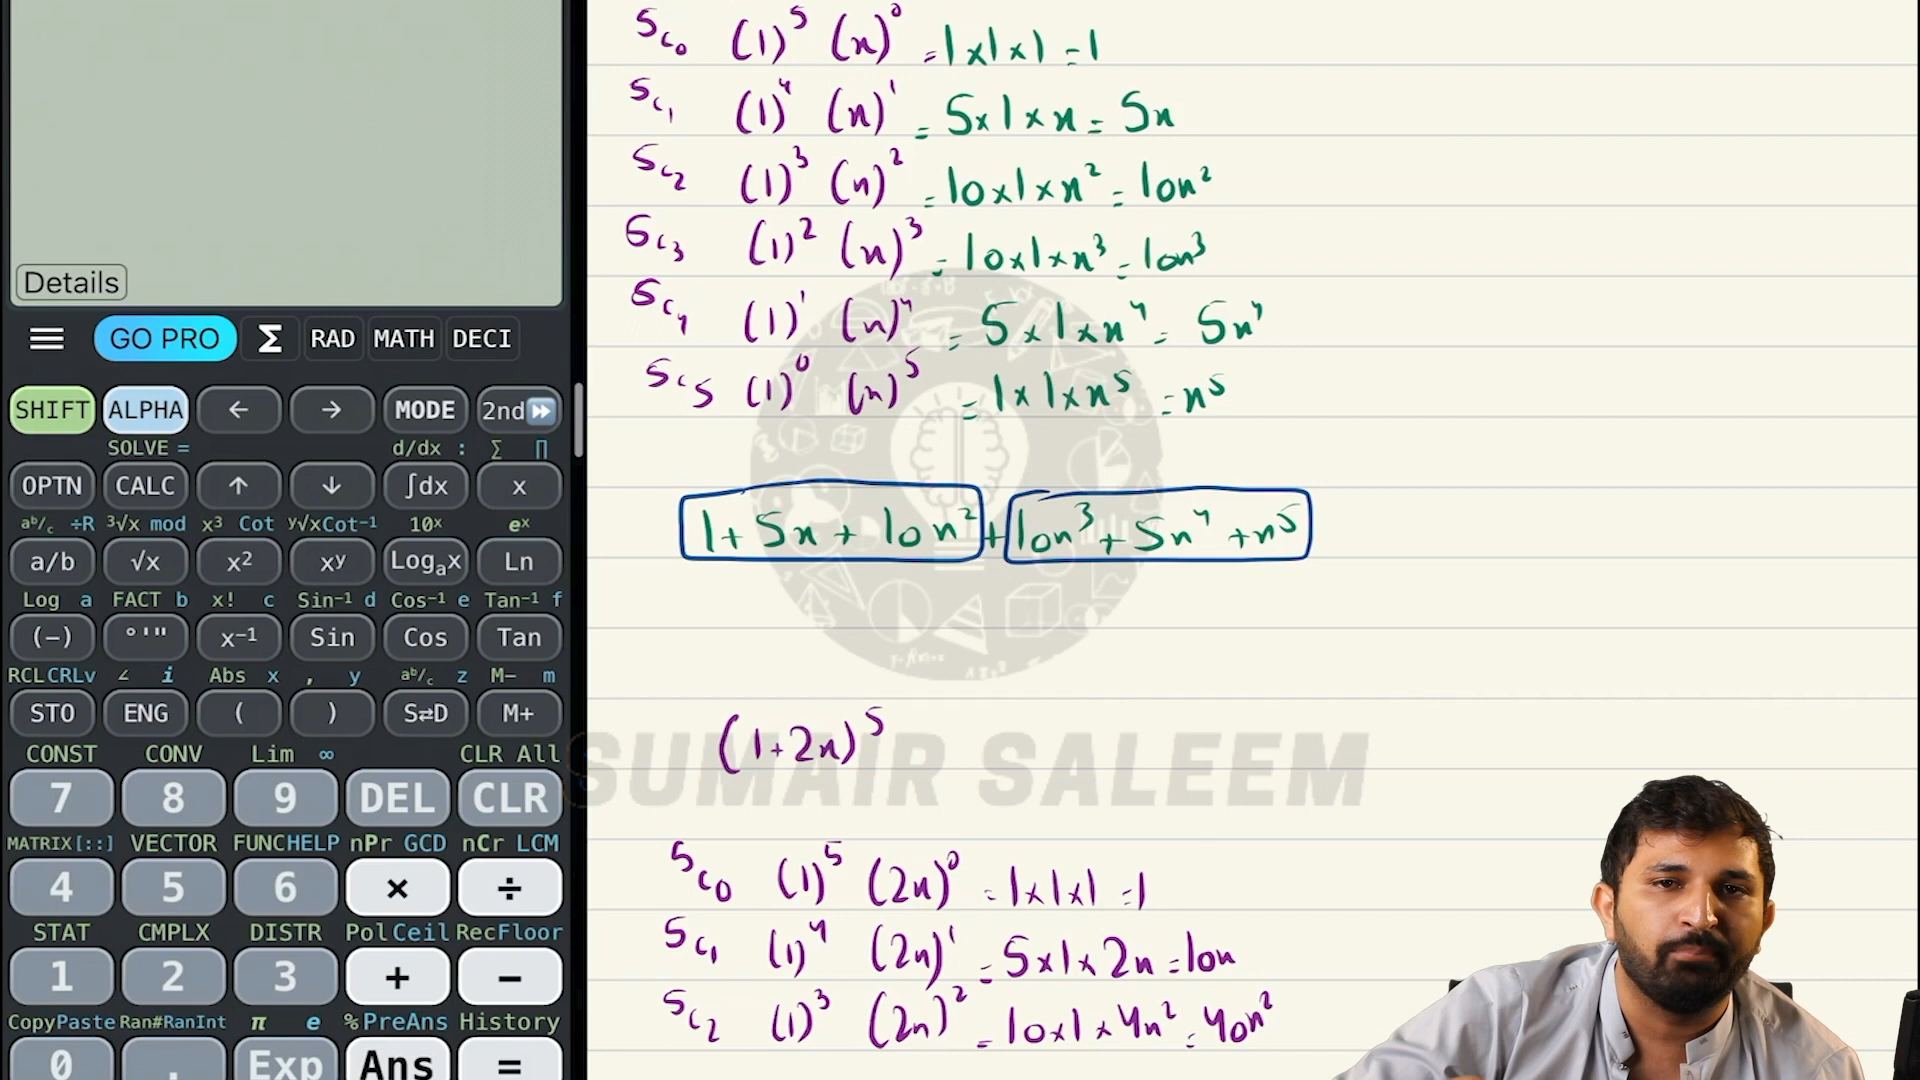 Details
GO PRO Σ RAD MATH DECI
SHIFT ALPHA ← → MODE 2nd
SOLVE = d/dx : ∑ ∏
OPTN CALC ↑ ↓ ∫dx x
aᵇ/c ÷R ³√x mod x³ Cot ʸ√x Cot⁻¹ 10ˣ eˣ
a/b √x x² xʸ Logₐx Ln
Log a FACT b x! c Sin⁻¹ d Cos⁻¹ e Tan⁻¹ f
(−) °'" x⁻¹ Sin Cos Tan
RCL CRLv ∠ i Abs x , y aᵇ/c z M− m
STO ENG ( ) S⇄D M+
CONST CONV Lim ∞ CLR All
7 8 9 DEL CLR
MATRIX[::] VECTOR FUNC HELP nPr GCD nCr LCM
4 5 6 × ÷
STAT CMPLX DISTR Pol Ceil Rec Floor
1 2 3 + −
Copy Paste Ran# RanInt π e % PreAns History
0 . Exp Ans =
5c₀ (1)⁵ (x)⁰ = 1×1×1 = 1
5c₁ (1)⁴ (x)¹ = 5×1×x = 5x
5c₂ (1)³ (x)² = 10×1×x² = 10x²
5c₃ (1)² (x)³ = 10×1×x³ = 10x³
5c₄ (1)¹ (x)⁴ = 5×1×x⁴ = 5x⁴
5c₅ (1)⁰ (x)⁵ = 1×1×x⁵ = x⁵
1+5x+10x²+10x³+5x⁴+x⁵
(1+2x)⁵
SUMAIR SALEEM
5c₀ (1)⁵ (2x)⁰ = 1×1×1 = 1
5c₁ (1)⁴ (2x)¹ = 5×1×2x = 10x
5c₂ (1)³ (2x)² = 10×1×4x² = 40x²